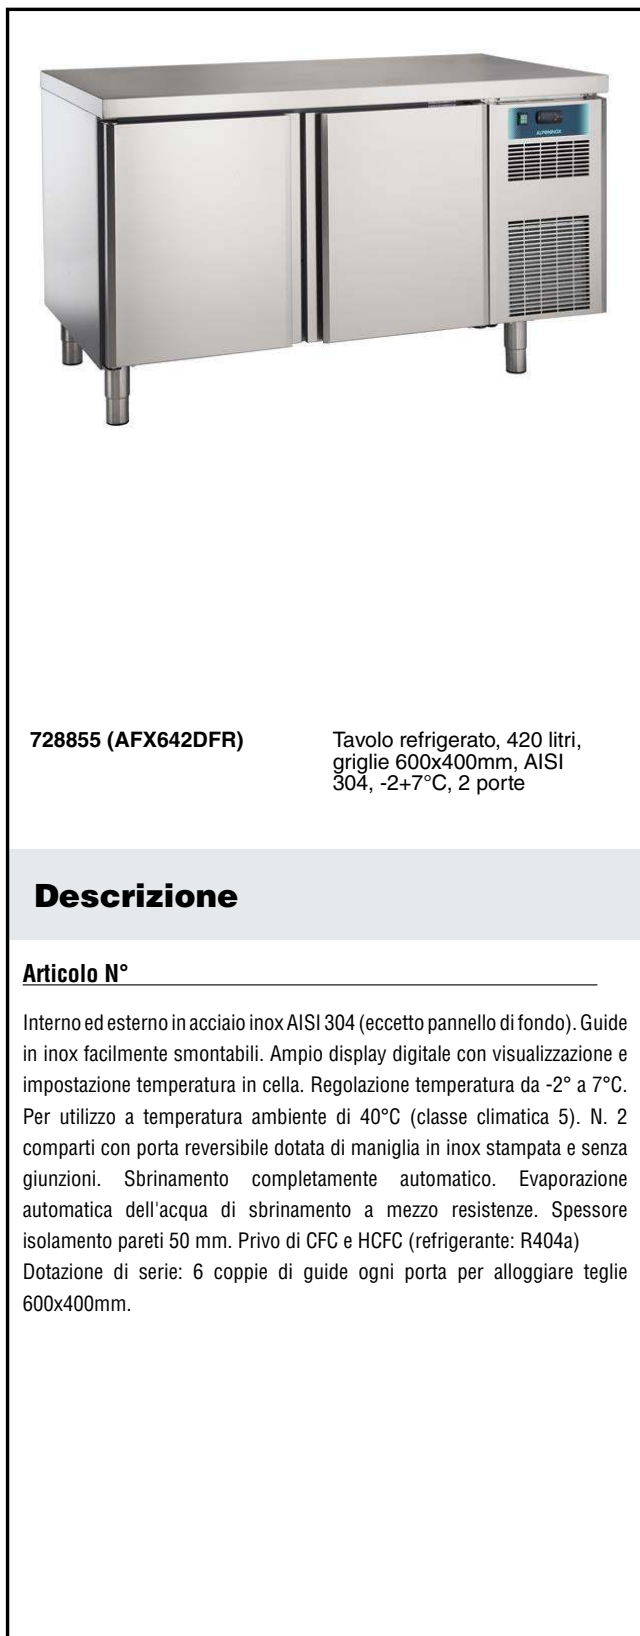 ALPENINOX
728855 (AFX642DFR)
Tavolo refrigerato, 420 litri,
griglie 600x400mm, AISI
304, -2+7°C, 2 porte
Descrizione
Articolo N°
Interno ed esterno in acciaio inox AISI 304 (eccetto pannello di fondo). Guide
in inox facilmente smontabili. Ampio display digitale con visualizzazione e
impostazione temperatura in cella. Regolazione temperatura da -2° a 7°C.
Per utilizzo a temperatura ambiente di 40°C (classe climatica 5). N. 2
comparti con porta reversibile dotata di maniglia in inox stampata e senza
giunzioni. Sbrinamento completamente automatico. Evaporazione
automatica dell'acqua di sbrinamento a mezzo resistenze. Spessore
isolamento pareti 50 mm. Privo di CFC e HCFC (refrigerante: R404a)
Dotazione di serie: 6 coppie di guide ogni porta per alloggiare teglie
600x400mm.